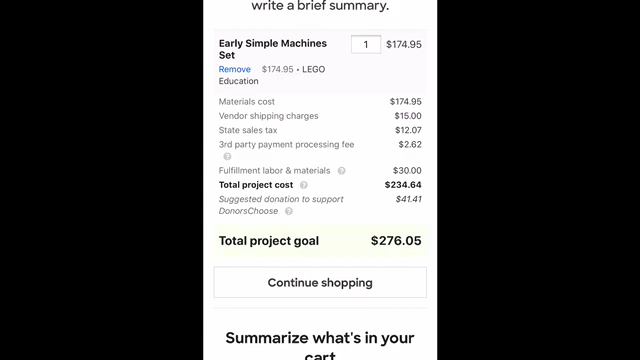 write a brief summary.
Early Simple Machines 1 $174.95
Set
Remove $174.95 • LEGO
Education
Materials cost $174.95
Vendor shipping charges $15.00
State sales tax $12.07
3rd party payment processing fee $2.62
?
Fulfillment labor & materials ? $30.00
Total project cost ? $234.64
Suggested donation to support $41.41
DonorsChoose ?
Total project goal $276.05
Continue shopping
Summarize what's in your
cart